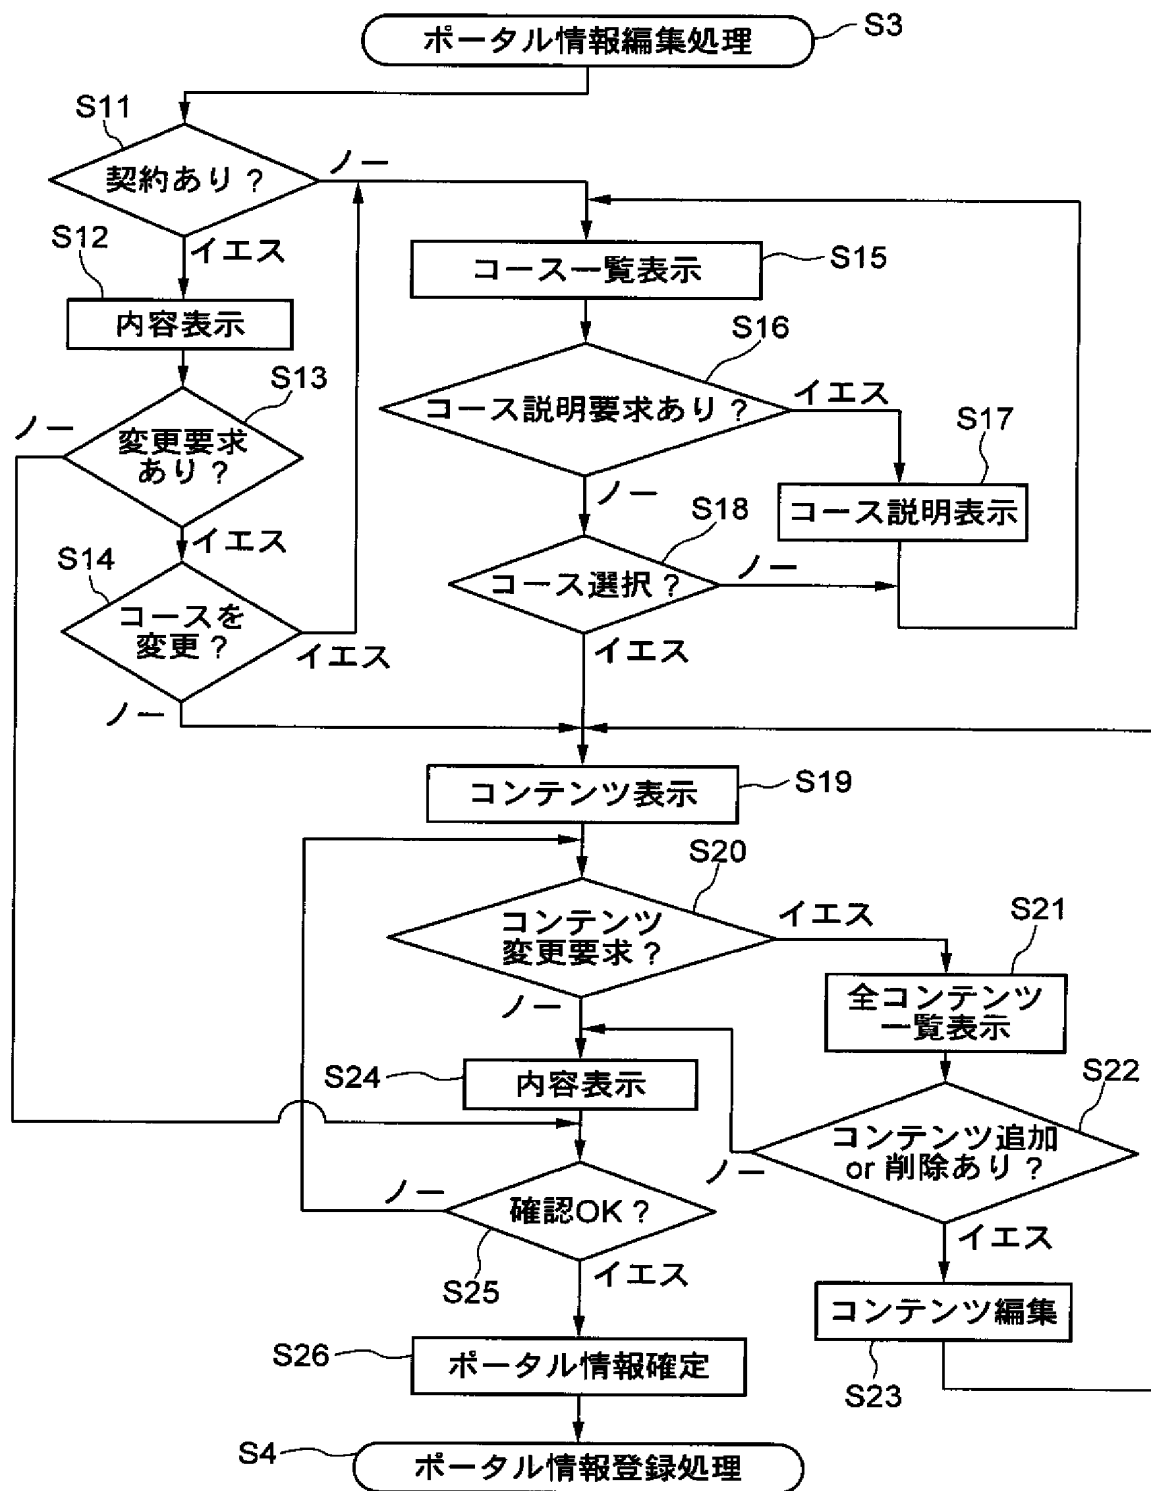 ポータル情報編集処理
S3
S11
契約あり？
ノー
イエス
S12
内容表示
S13
変更要求
あり？
ノー
イエス
S14
コースを
変更？
イエス
ノー
コース一覧表示
S15
S16
コース説明要求あり？
イエス
S17
コース説明表示
ノー
S18
コース選択？
ノー
イエス
コンテンツ表示
S19
S20
コンテンツ
変更要求？
イエス
ノー
S21
全コンテンツ
一覧表示
S22
コンテンツ追加
or 削除あり？
ノー
イエス
コンテンツ編集
S23
S24
内容表示
確認OK？
ノー
S25
イエス
S26
ポータル情報確定
S4
ポータル情報登録処理